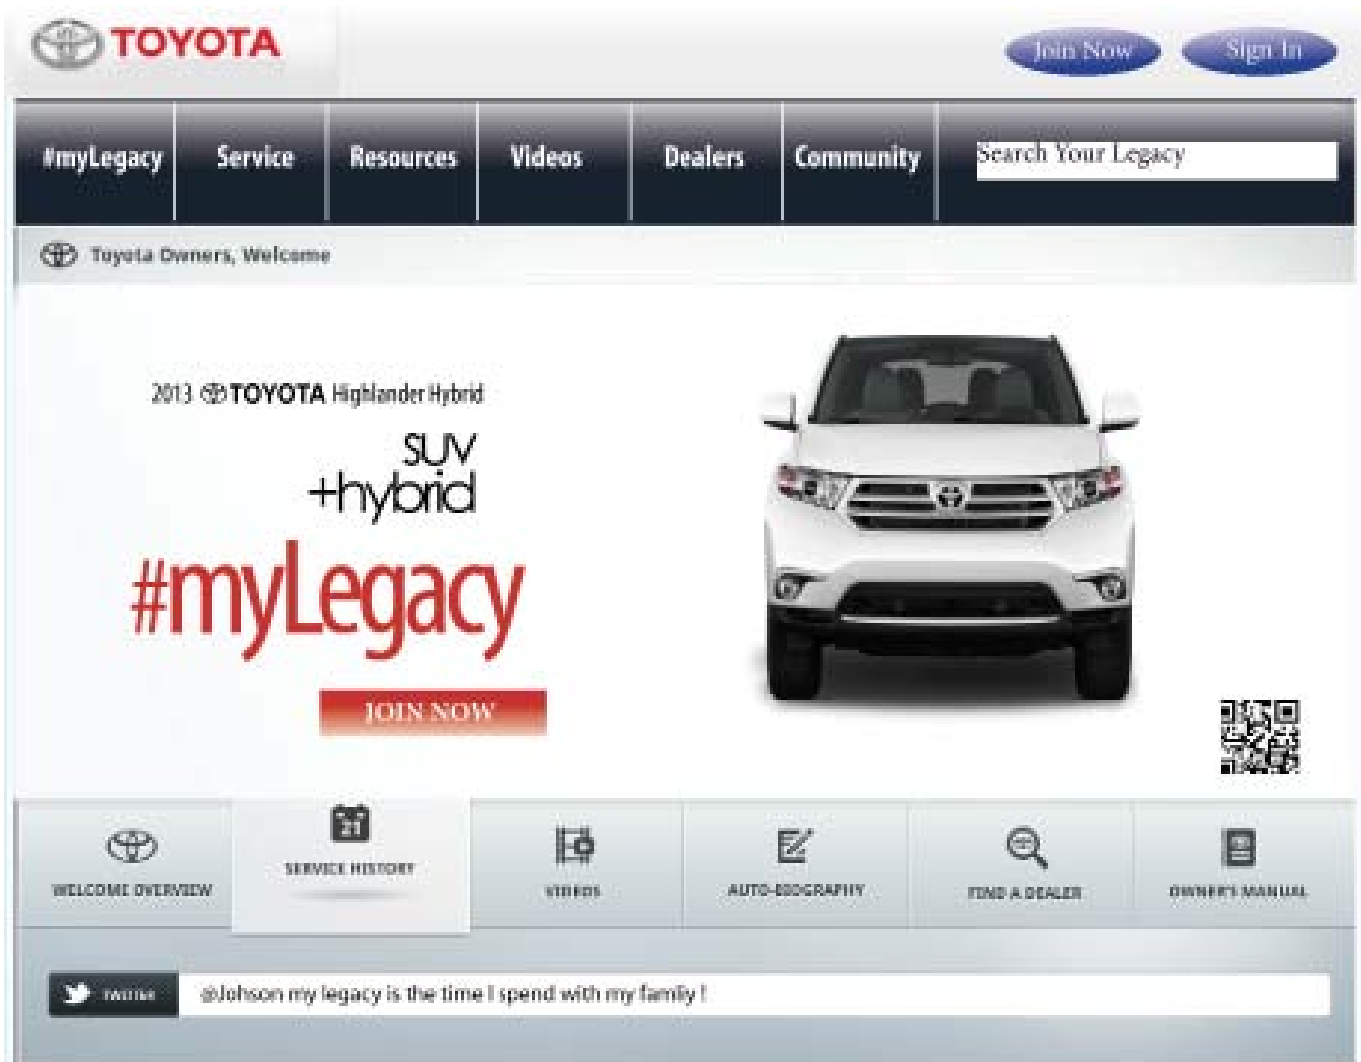 TOYOTA
Join Now
Sign In
#myLegacy
Service
Resources
Videos
Dealers
Community
Search Your Legacy
Toyota Owners, Welcome
2013 TOYOTA Highlander Hybrid
suv
+hybrid
#myLegacy
JOIN NOW
21
WELCOME OVERVIEW
SERVICE HISTORY
VIDEOS
AUTO-BIOGRAPHY
FIND A DEALER
OWNER'S MANUAL
@Johson my legacy is the time I spend with my famliy !